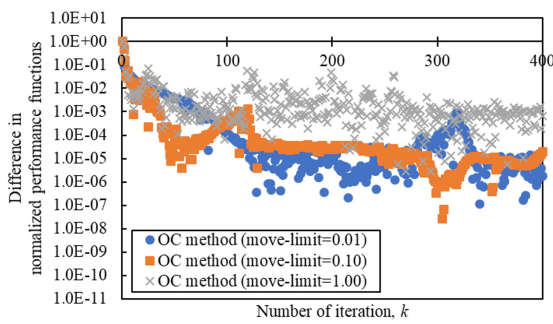 1.0E+01
1.0E+00
1.0E-01
1.0E-02
1.0E-03
1.0E-04
1.0E-05
1.0E-06
1.0E-07
1.0E-08
1.0E-09
1.0E-10
1.0E-11
0 100 200 300 400
Difference in
normalized performance functions
OC method (move-limit=0.01)
OC method (move-limit=0.10)
OC method (move-limit=1.00)
Number of iteration, k